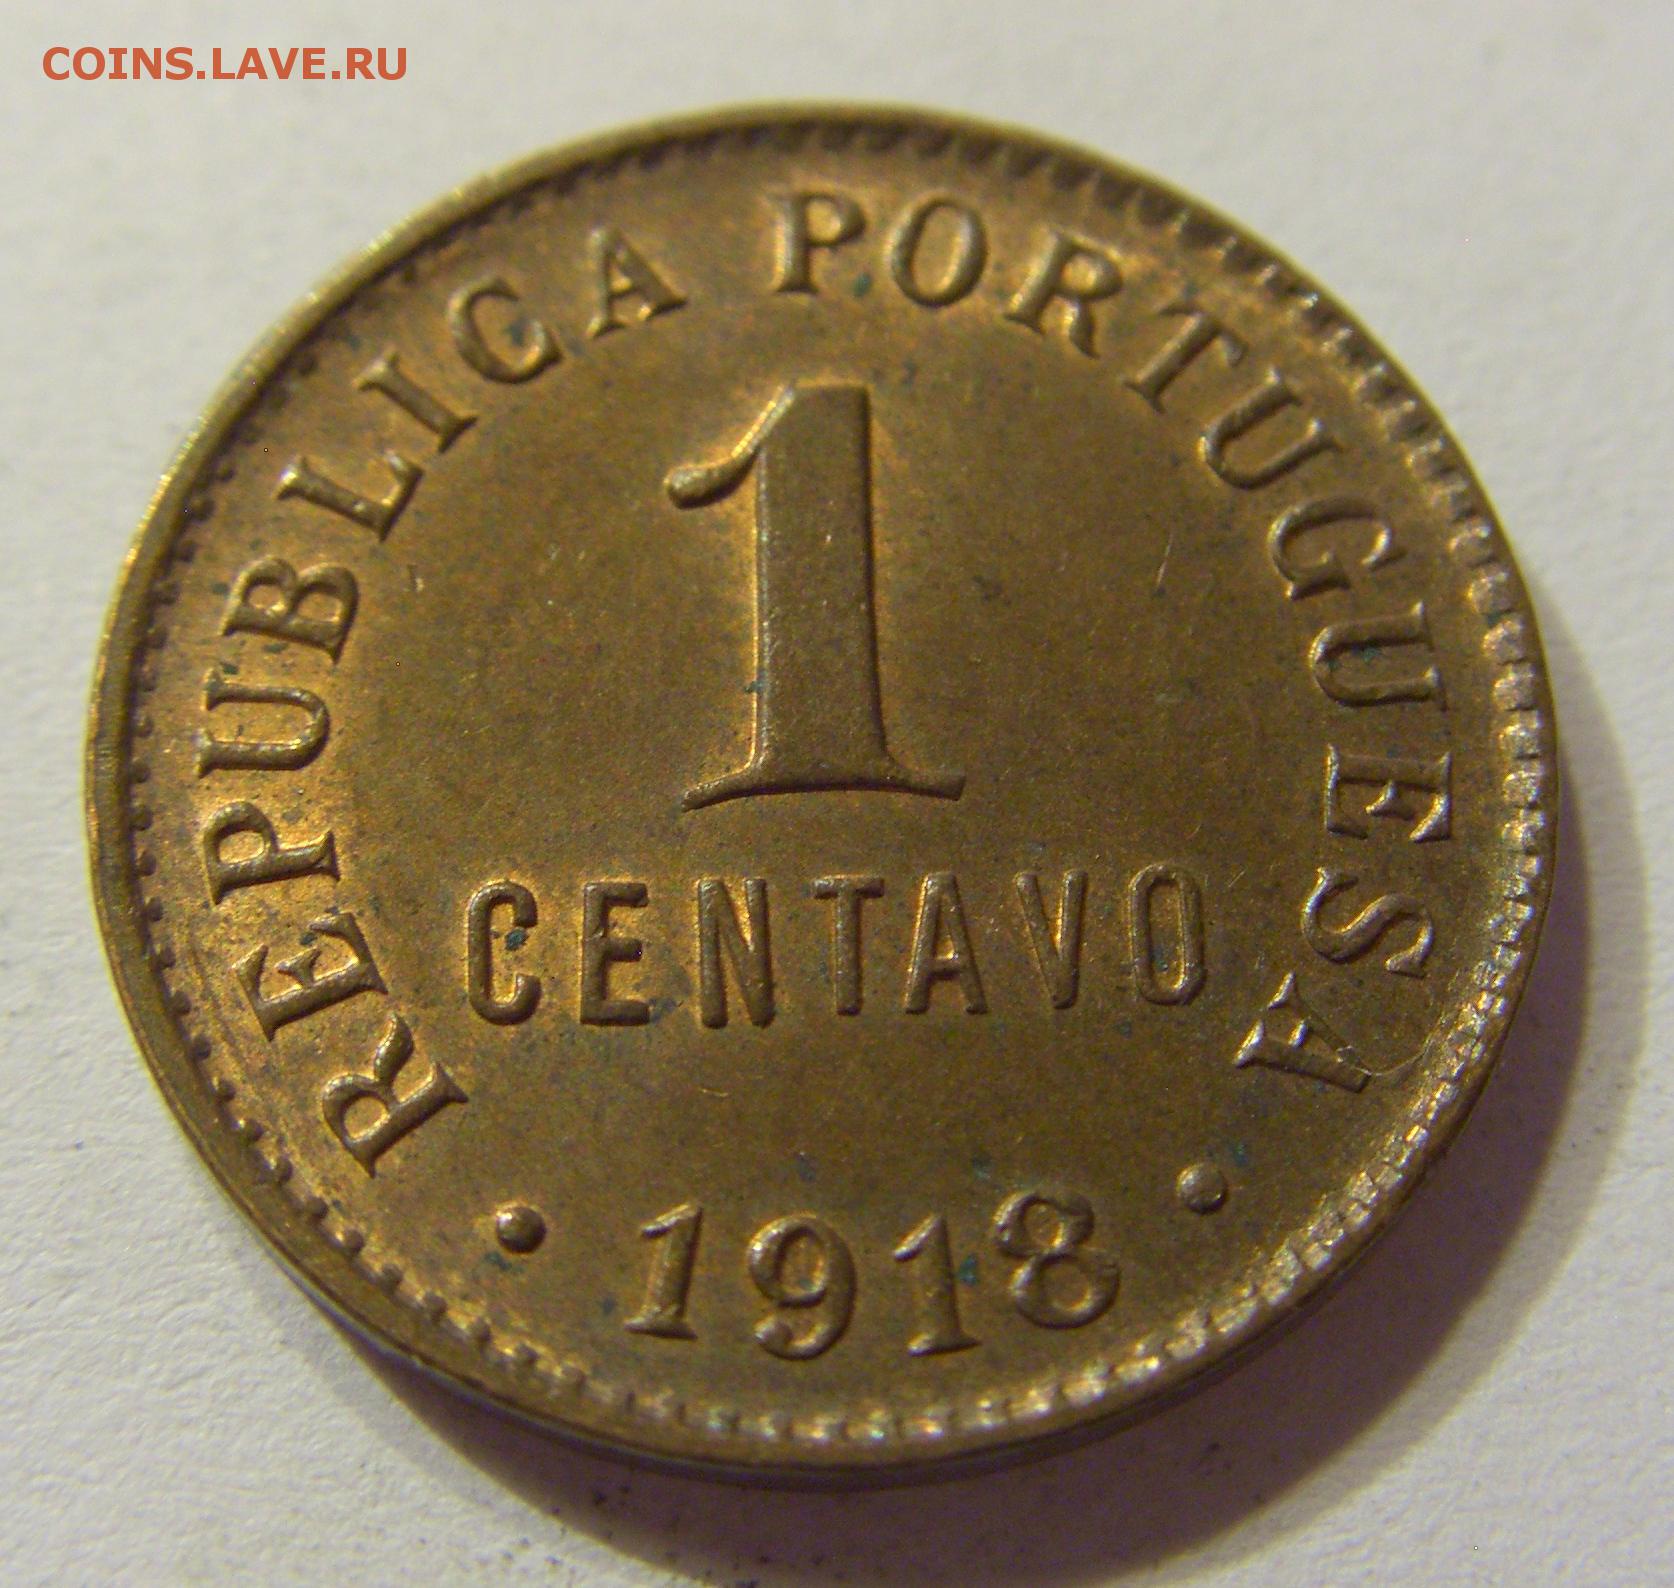 COINS.LAVE.RU
REPUBLICA PORTUGUESA
1
CENTAVO
• 1918 •